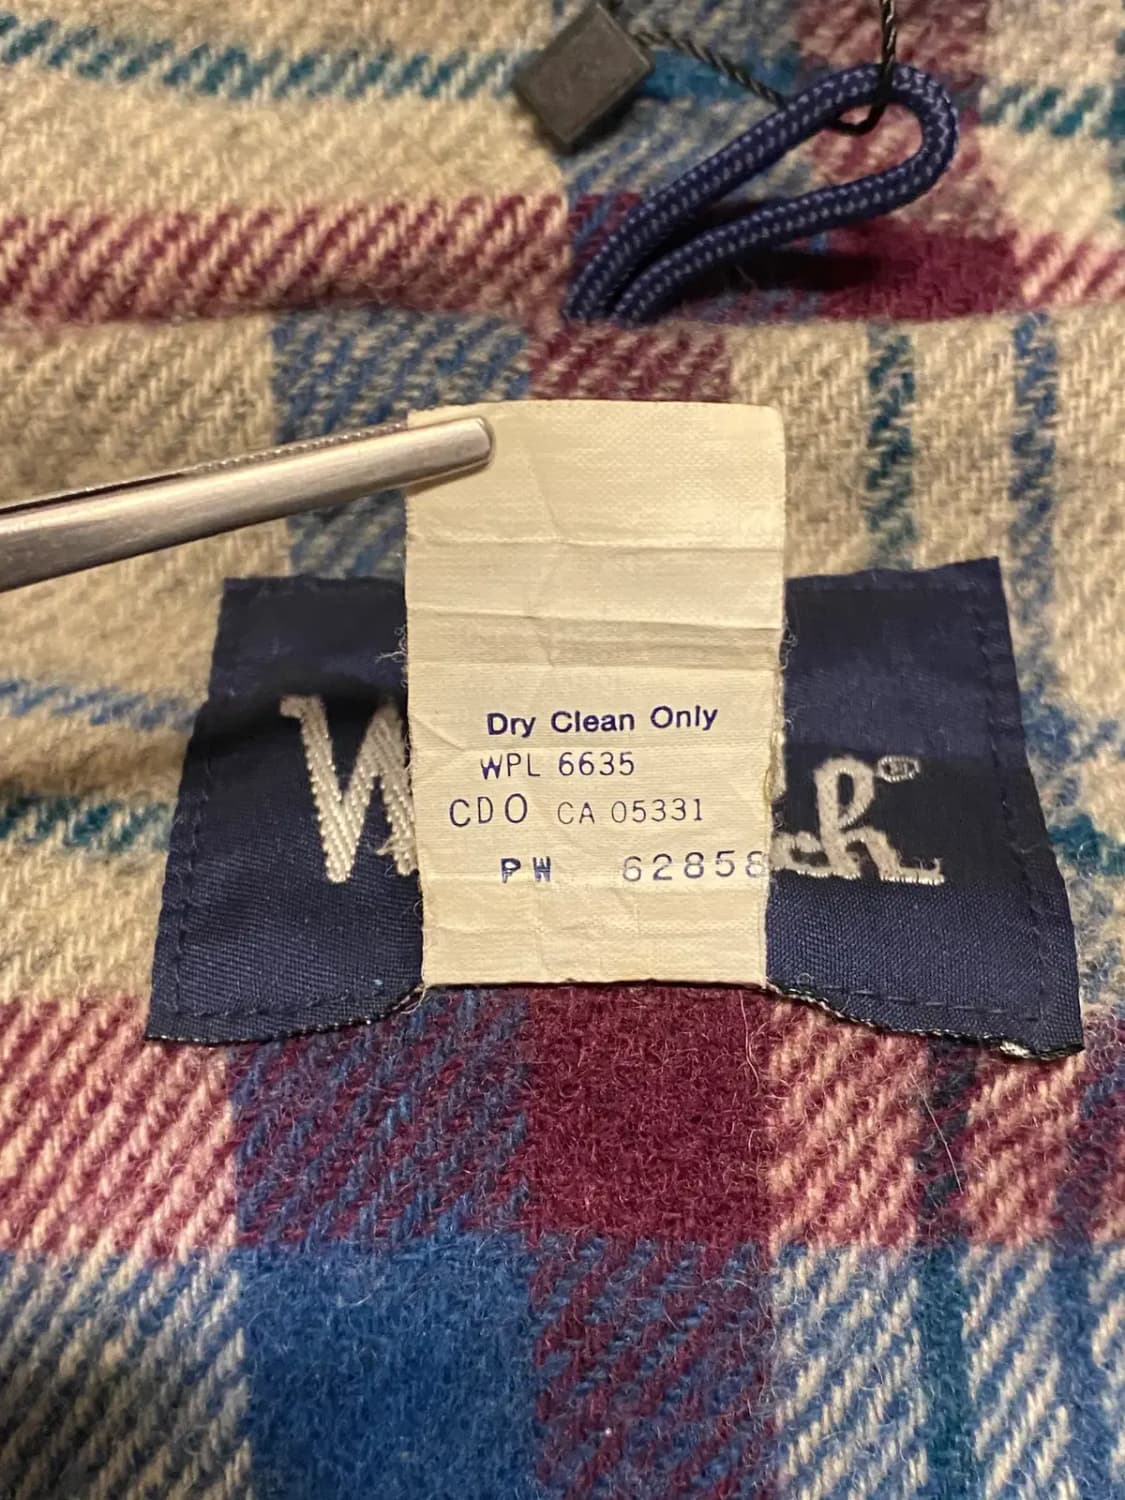 Dry Clean Only
WPL 6635
CDO CA 05331
PW 62858